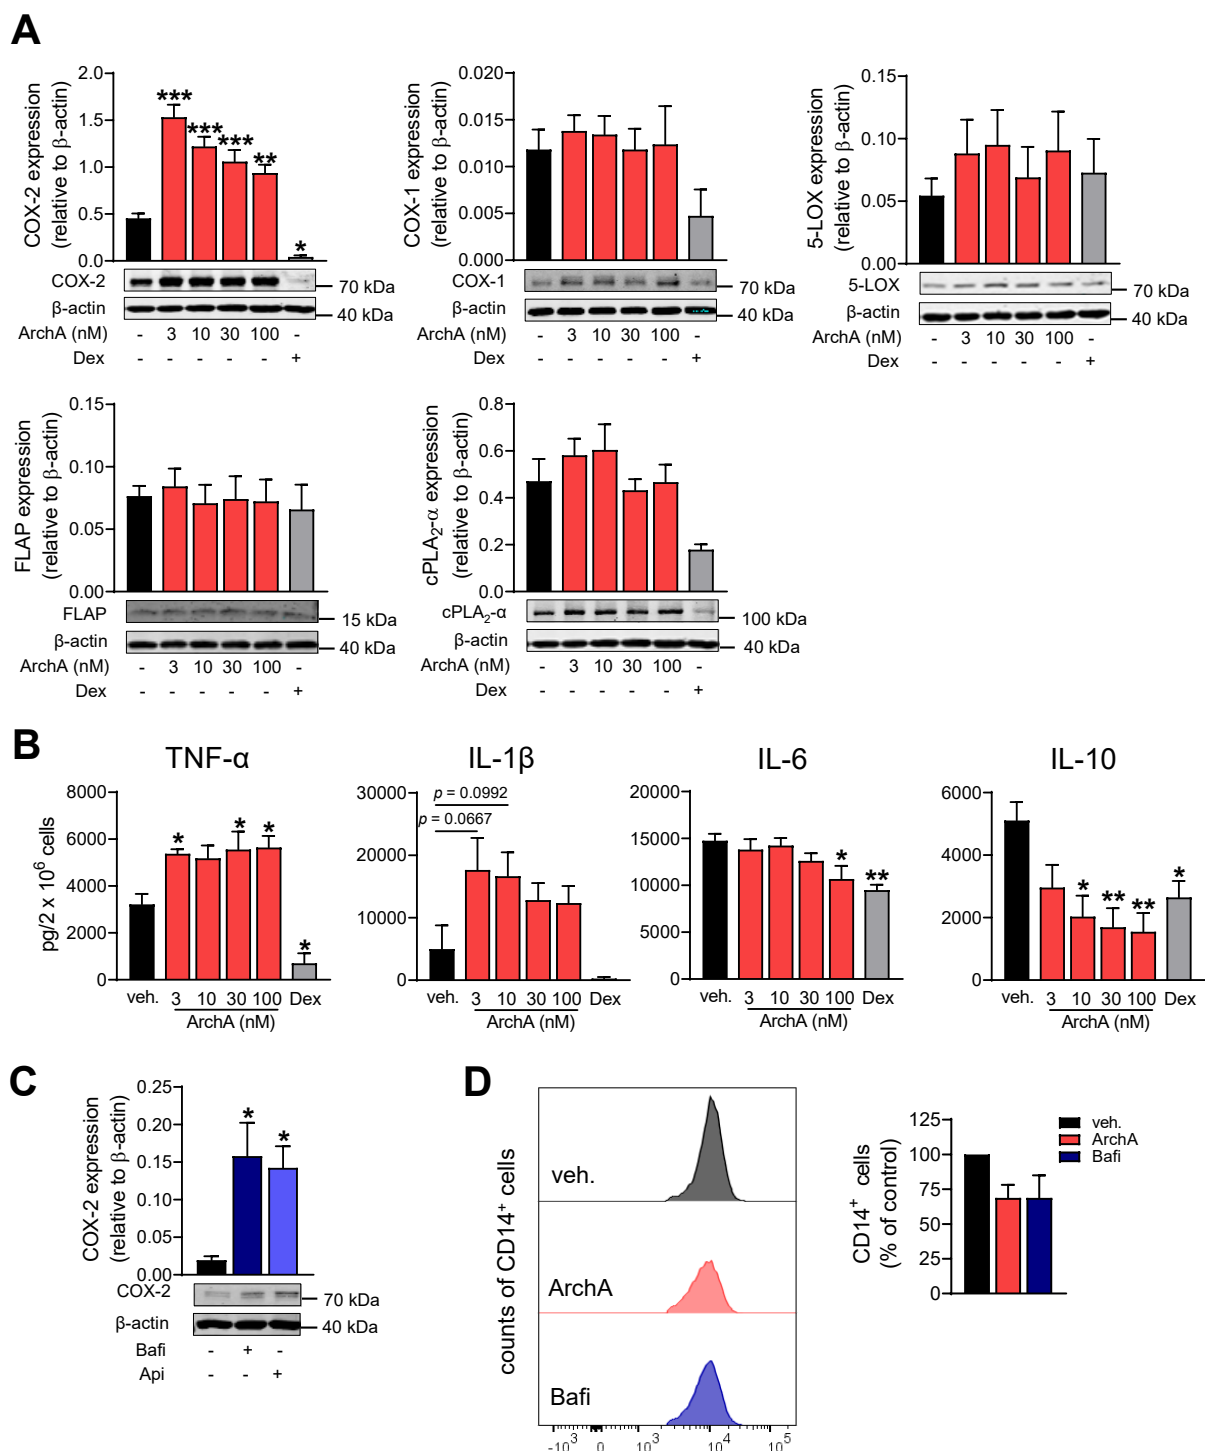 A
COX-2 expression
(relative to β-actin)
2.0
1.5
1.0
0.5
0.0
***
***
***
**
*
COX-2
70 kDa
β-actin
40 kDa
ArchA (nM) - 3 10 30 100 -
Dex - - - - - +
COX-1 expression
(relative to β-actin)
0.020
0.015
0.010
0.005
0.000
COX-1
70 kDa
β-actin
40 kDa
ArchA (nM) - 3 10 30 100 -
Dex - - - - - +
5-LOX expression
(relative to β-actin)
0.15
0.10
0.05
0.00
5-LOX
70 kDa
β-actin
40 kDa
ArchA (nM) - 3 10 30 100 -
Dex - - - - - +
FLAP expression
(relative to β-actin)
0.15
0.10
0.05
0.00
FLAP
15 kDa
β-actin
40 kDa
ArchA (nM) - 3 10 30 100 -
Dex - - - - - +
cPLA₂-α expression
(relative to β-actin)
0.8
0.6
0.4
0.2
0.0
cPLA₂-α
100 kDa
β-actin
40 kDa
ArchA (nM) - 3 10 30 100 -
Dex - - - - - +
B
TNF-α
pg/2 x 10⁶ cells
8000
6000
4000
2000
0
* * * *
veh. 3 10 30 100 Dex
ArchA (nM)
IL-1β
30000
20000
10000
0
p = 0.0992
p = 0.0667
veh. 3 10 30 100 Dex
ArchA (nM)
IL-6
20000
15000
10000
5000
0
* **
veh. 3 10 30 100 Dex
ArchA (nM)
IL-10
6000
4000
2000
0
* ** ** *
veh. 3 10 30 100 Dex
ArchA (nM)
C
COX-2 expression
(relative to β-actin)
0.25
0.20
0.15
0.10
0.05
0.00
* *
COX-2
70 kDa
β-actin
40 kDa
Bafi - + -
Api - - +
D
counts of CD14⁺ cells
veh.
ArchA
Bafi
-10³ 0 10³ 10⁴ 10⁵
CD14⁺ cells
(% of control)
125
100
75
50
25
0
veh.
ArchA
Bafi